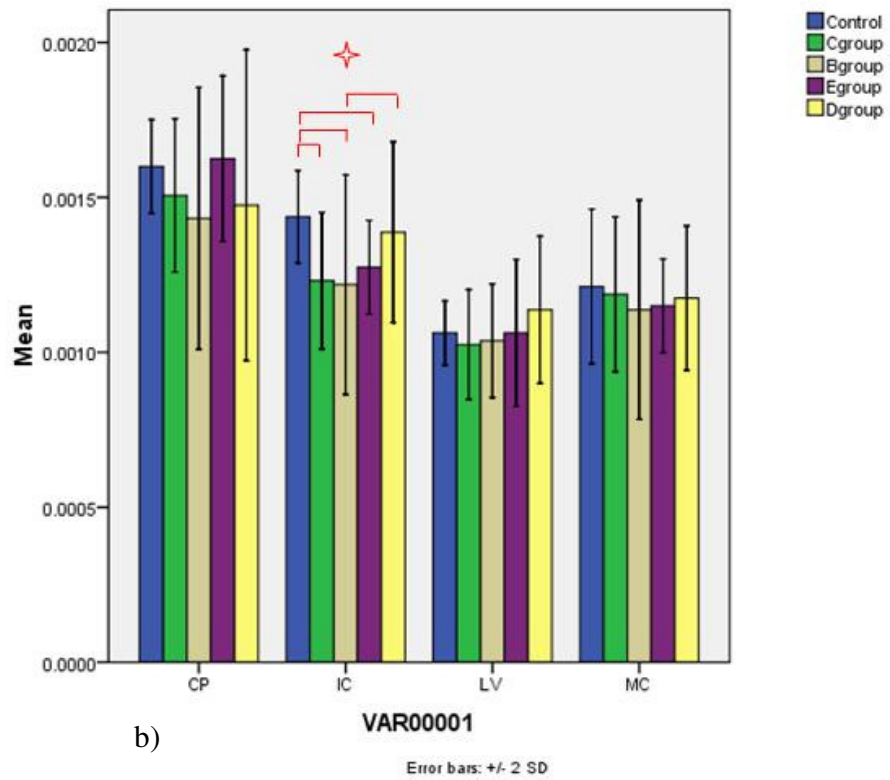 Control
Cgroup
Bgroup
Egroup
Dgroup
0.0020
0.0015
0.0010
0.0005
0.0000
Mean
CP IC LV MC
VAR00001
b)
Error bars: +/- 2 SD